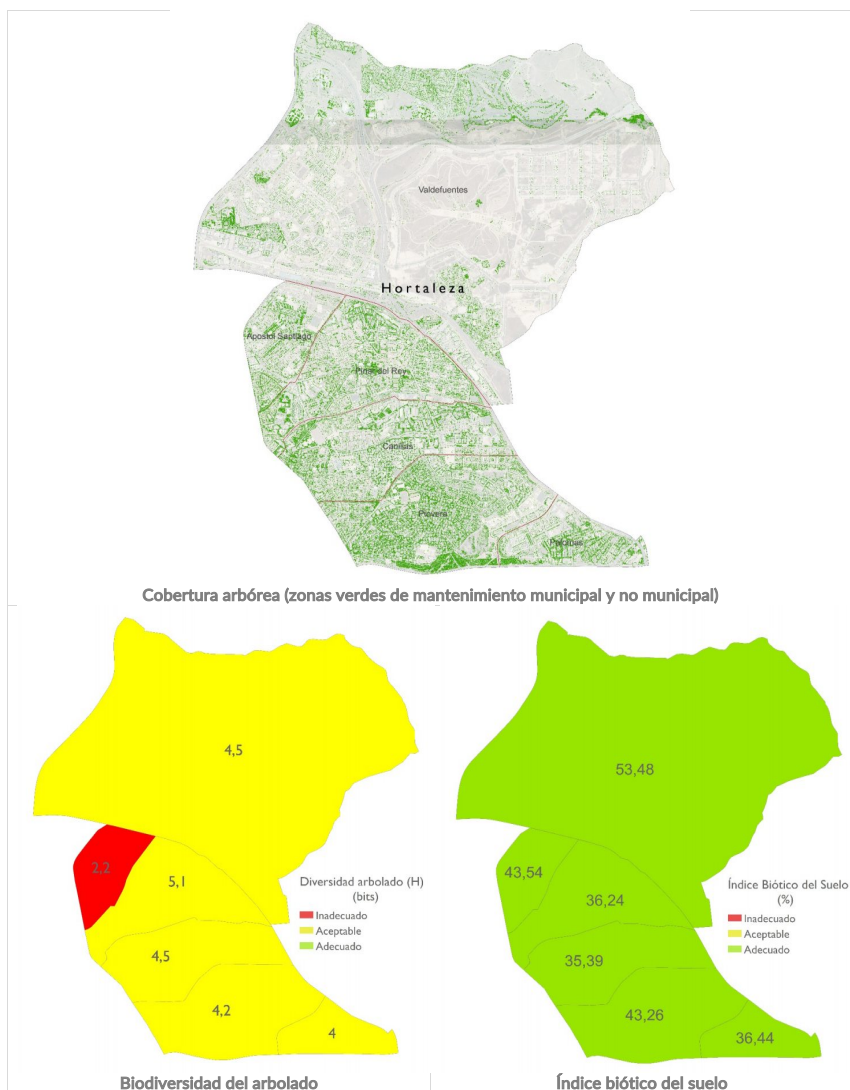 Valdefuentes
Hortaleza
Apostol Santiago
Pinar del Rey
Canillas
Piovera
Palomas
Cobertura arbórea (zonas verdes de mantenimiento municipal y no municipal)
4,5
2,2
5,1
4,5
4,2
4
Diversidad arbolado (H)
(bits)
Inadecuado
Aceptable
Adecuado
Biodiversidad del arbolado
53,48
43,54
36,24
35,39
43,26
36,44
Índice Biótico del Suelo
(%)
Inadecuado
Aceptable
Adecuado
Índice biótico del suelo